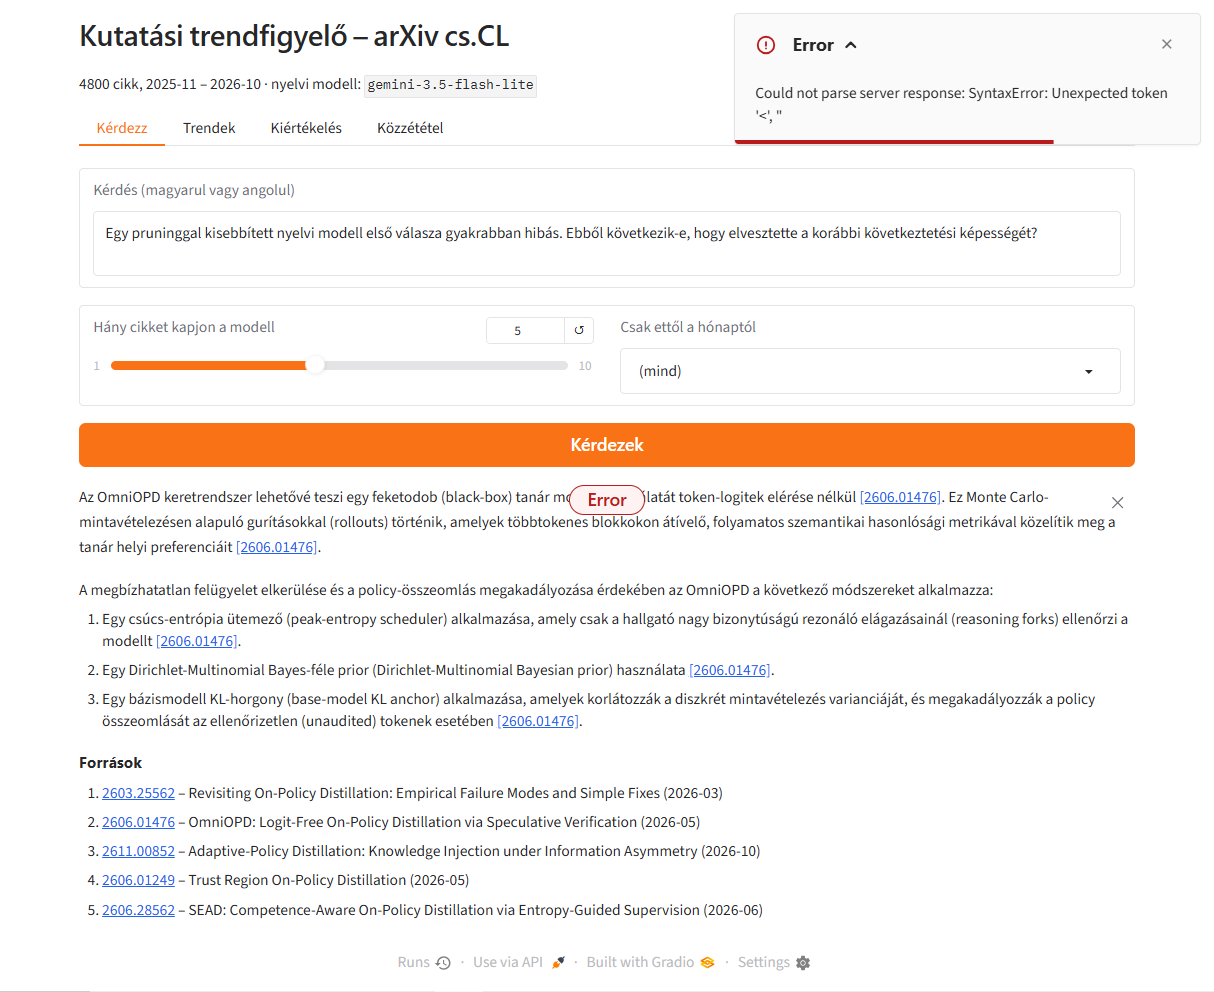 Kutatási trendfigyelő – arXiv cs.CL
4800 cikk, 2025-11 – 2026-10 · nyelvi modell: gemini-3.5-flash-lite
Error
Could not parse server response: SyntaxError: Unexpected token
'<', "
Kérdezz Trendek Kiértékelés Közzététel
Kérdés (magyarul vagy angolul)
Egy pruninggal kisebbített nyelvi modell első válasza gyakrabban hibás. Ebből következik-e, hogy elvesztette a korábbi következtetési képességét?
Hány cikket kapjon a modell
5
1
10
Csak ettől a hónaptól
(mind)
Kérdezek
Error
Az OmniOPD keretrendszer lehetővé teszi egy feketedob (black-box) tanár látát token-logitek elérése nélkül [2606.01476]. Ez Monte Carlo-
mintavételezésen alapuló gurításokkal (rollouts) történik, amelyek többtokenes blokkokon átívelő, folyamatos szemantikai hasonlósági metrikával közelítik meg a
tanár helyi preferenciáit [2606.01476].
A megbízhatatlan felügyelet elkerülése és a policy-összeomlás megakadályozása érdekében az OmniOPD a következő módszereket alkalmazza:
1. Egy csúcs-entrópia ütemező (peak-entropy scheduler) alkalmazása, amely csak a hallgató nagy bizonytúságú rezonáló elágazásainál (reasoning forks) ellenőrzi a
modellt [2606.01476].
2. Egy Dirichlet-Multinomial Bayes-féle prior (Dirichlet-Multinomial Bayesian prior) használata [2606.01476].
3. Egy bázismodell KL-horgony (base-model KL anchor) alkalmazása, amelyek korlátozzák a diszkrét mintavételezés varianciáját, és megakadályozzák a policy
összeomlását az ellenőrizetlen (unaudited) tokenek esetében [2606.01476].
Források
1. 2603.25562 – Revisiting On-Policy Distillation: Empirical Failure Modes and Simple Fixes (2026-03)
2. 2606.01476 – OmniOPD: Logit-Free On-Policy Distillation via Speculative Verification (2026-05)
3. 2611.00852 – Adaptive-Policy Distillation: Knowledge Injection under Information Asymmetry (2026-10)
4. 2606.01249 – Trust Region On-Policy Distillation (2026-05)
5. 2606.28562 – SEAD: Competence-Aware On-Policy Distillation via Entropy-Guided Supervision (2026-06)
Runs · Use via API · Built with Gradio · Settings